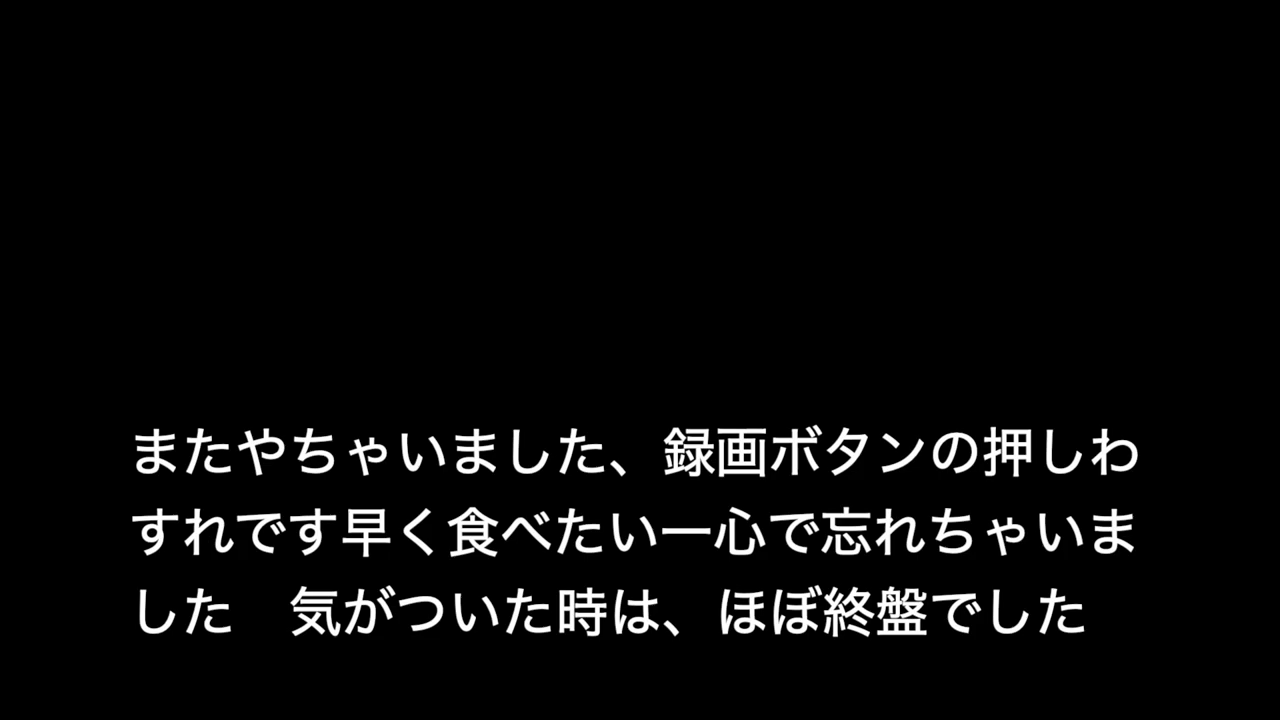 またやちゃいました、録画ボタンの押しわ
すれです早く食べたい一心で忘れちゃいま
した　気がついた時は、ほぼ終盤でした